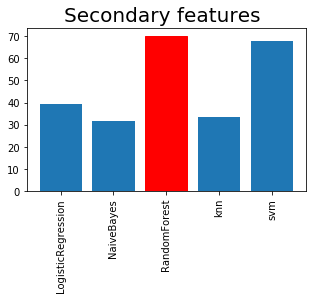 Secondary features
70
60
50
40
30
20
10
0
LogisticRegression
NaiveBayes
RandomForest
knn
svm